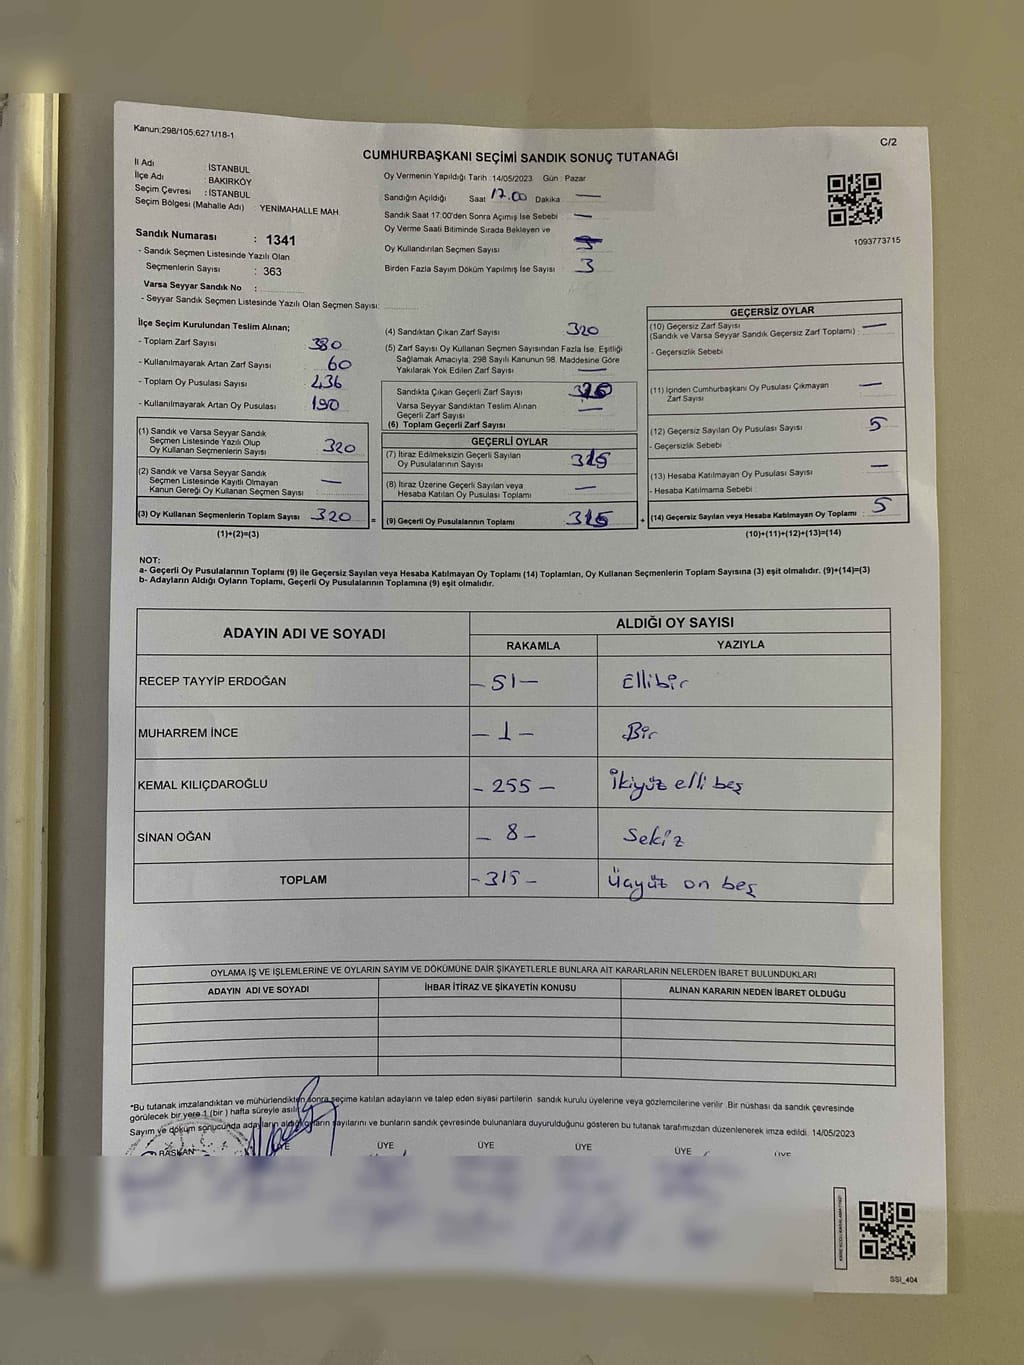 Kanun:298/105;6271/18-1
C/2
CUMHURBAŞKANI SEÇİMİ SANDIK SONUÇ TUTANAĞI
İl Adı : İSTANBUL
İlçe Adı : BAKIRKÖY
Seçim Çevresi : İSTANBUL
Seçim Bölgesi (Mahalle Adı) : YENİMAHALLE MAH.
Sandık Numarası : 1341
- Sandık Seçmen Listesinde Yazılı Olan
Seçmenlerin Sayısı : 363
Varsa Seyyar Sandık No :
- Seyyar Sandık Seçmen Listesinde Yazılı Olan Seçmen Sayısı:
Oy Vermenin Yapıldığı Tarih : 14/05/2023 Gün : Pazar
Sandığın Açıldığı Saat 17.00 Dakika —
Sandık Saat 17.00'den Sonra Açımış İse Sebebi —
Oy Verme Saati Bitiminde Sırada Bekleyen ve
Oy Kullandırılan Seçmen Sayısı
Birden Fazla Sayım Döküm Yapılmış İse Sayısı 3
1093773715
İlçe Seçim Kurulundan Teslim Alınan;
- Toplam Zarf Sayısı 380
- Kullanılmayarak Artan Zarf Sayısı 60
- Toplam Oy Pusulası Sayısı
- Kullanılmayarak Artan Oy Pusulası 190
(1) Sandık ve Varsa Seyyar Sandık
Seçmen Listesinde Yazılı Olup
Oy Kullanan Seçmenlerin Sayısı 320
(2) Sandık ve Varsa Seyyar Sandık
Seçmen Listesinde Kayıtlı Olmayan
Kanun Gereği Oy Kullanan Seçmen Sayısı —
(3) Oy Kullanan Seçmenlerin Toplam Sayısı 320
(1)+(2)=(3)
=
(4) Sandıktan Çıkan Zarf Sayısı 320
(5) Zarf Sayısı Oy Kullanan Seçmen Sayısından Fazla İse, Eşitliği
Sağlamak Amacıyla, 298 Sayılı Kanunun 98. Maddesine Göre
Yakılarak Yok Edilen Zarf Sayısı —
Sandıkta Çıkan Geçerli Zarf Sayısı
Varsa Seyyar Sandıktan Teslim Alınan
Geçerli Zarf Sayısı —
(6) Toplam Geçerli Zarf Sayısı
GEÇERLİ OYLAR
(7) İtiraz Edilmeksizin Geçerli Sayılan
Oy Pusulalarının Sayısı 315
(8) İtiraz Üzerine Geçerli Sayılan veya
Hesaba Katılan Oy Pusulası Toplamı —
(9) Geçerli Oy Pusulalarının Toplamı 315
+
GEÇERSİZ OYLAR
(10) Geçersiz Zarf Sayısı —
(Sandık ve Varsa Seyyar Sandık Geçersiz Zarf Toplamı) :
- Geçersizlik Sebebi
(11) İçinden Cumhurbaşkanı Oy Pusulası Çıkmayan
Zarf Sayısı —
(12) Geçersiz Sayılan Oy Pusulası Sayısı 5
- Geçersizlik Sebebi
(13) Hesaba Katılmayan Oy Pusulası Sayısı —
- Hesaba Katılmama Sebebi
(14) Geçersiz Sayılan veya Hesaba Katılmayan Oy Toplamı : 5
(10)+(11)+(12)+(13)=(14)
NOT:
a- Geçerli Oy Pusulalarının Toplamı (9) ile Geçersiz Sayılan veya Hesaba Katılmayan Oy Toplamı (14) Toplamları, Oy Kullanan Seçmenlerin Toplam Sayısına (3) eşit olmalıdır. (9)+(14)=(3)
b- Adayların Aldığı Oyların Toplamı, Geçerli Oy Pusulalarının Toplamına (9) eşit olmalıdır.
ADAYIN ADI VE SOYADI ALDIĞI OY SAYISI
RAKAMLA YAZIYLA
RECEP TAYYİP ERDOĞAN - 51 - Ellibir
MUHARREM İNCE - 1 - Bir
KEMAL KILIÇDAROĞLU - 255 - İkiyüz elli beş
SİNAN OĞAN - 8 - Sekiz
TOPLAM - 315 - Üçyüz on beş
OYLAMA İŞ VE İŞLEMLERİNE VE OYLARIN SAYIM VE DÖKÜMÜNE DAİR ŞİKAYETLERLE BUNLARA AİT KARARLARIN NELERDEN İBARET BULUNDUKLARI
ADAYIN ADI VE SOYADI İHBAR İTİRAZ VE ŞİKAYETİN KONUSU ALINAN KARARIN NEDEN İBARET OLDUĞU
*Bu tutanak imzalandıktan ve mühürlendikten sonra seçime katılan adayların ve talep eden siyasi partilerin sandık kurulu üyelerine veya gözlemcilerine verilir .Bir nüshası da sandık çevresinde
görülecek bir yere 1 (bir ) hafta süreyle asılır.
Sayım ve döküm sonucunda adayların aldığı oyların sayılarını ve bunların sandık çevresinde bulunanlara duyurulduğunu gösteren bu tutanak tarafımızdan düzenlenerek imza edildi. 14/05/2023
BAŞKAN ÜYE ÜYE ÜYE ÜYE ÜYE ÜYE
SSI_404